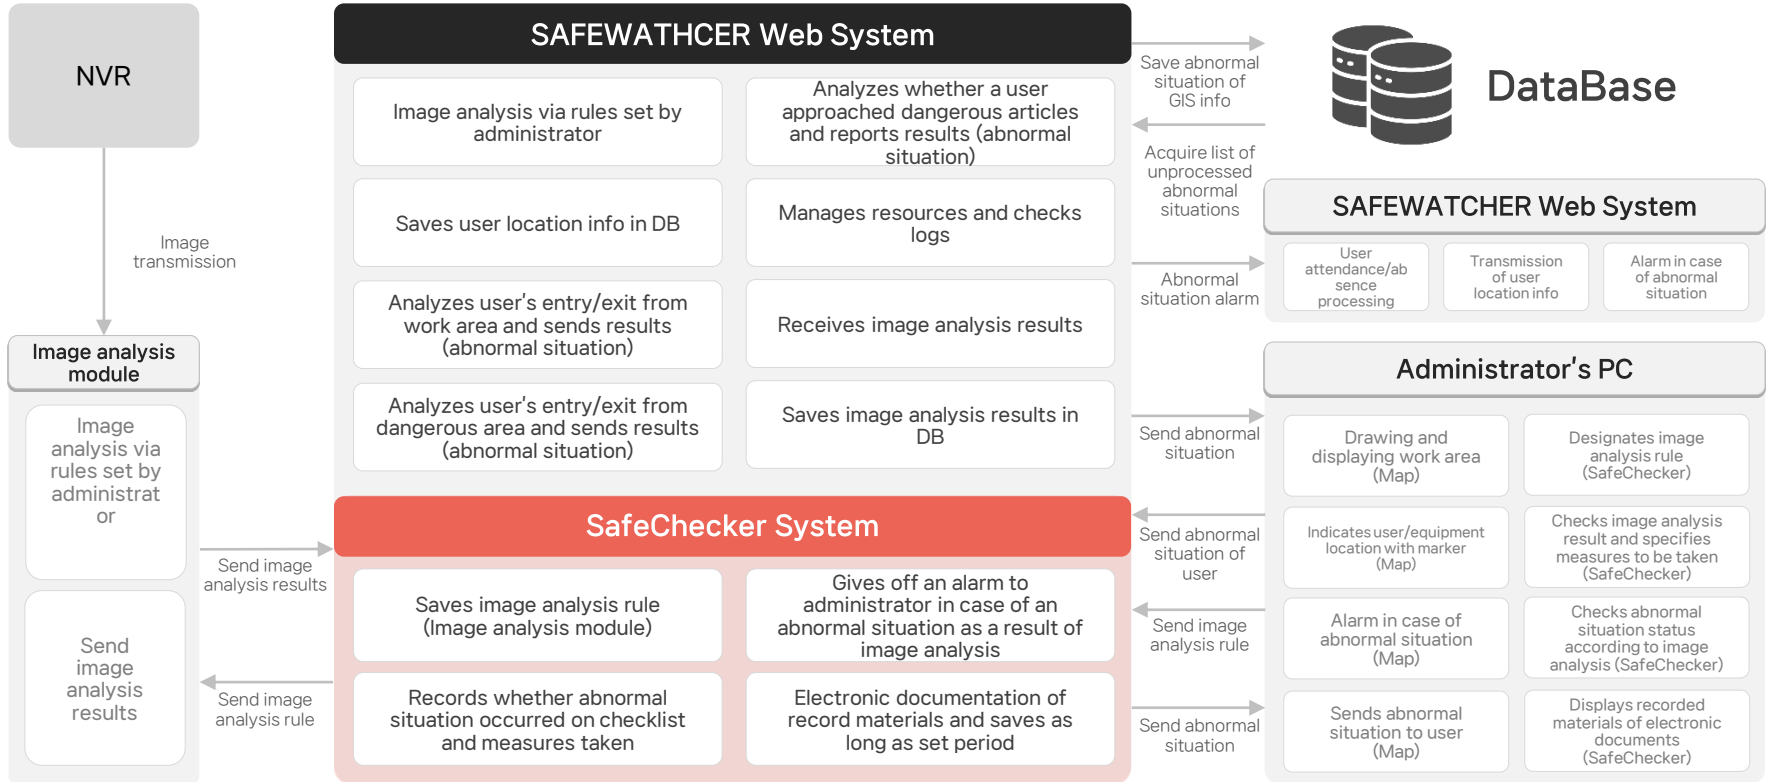 NVR
Image
transmission
Image analysis
module
Image
analysis via
rules set by
administrat
or
Send
image
analysis
results
Send image
analysis results
Send image
analysis rule
SAFEWATHCER Web System
Image analysis via rules set by
administrator
Analyzes whether a user
approached dangerous articles
and reports results (abnormal
situation)
Saves user location info in DB
Manages resources and checks
logs
Analyzes user's entry/exit from
work area and sends results
(abnormal situation)
Receives image analysis results
Analyzes user's entry/exit from
dangerous area and sends results
(abnormal situation)
Saves image analysis results in
DB
SafeChecker System
Saves image analysis rule
(Image analysis module)
Gives off an alarm to
administrator in case of an
abnormal situation as a result of
image analysis
Records whether abnormal
situation occurred on checklist
and measures taken
Electronic documentation of
record materials and saves as
long as set period
Save abnormal
situation of
GIS info
Acquire list of
unprocessed
abnormal
situations
Abnormal
situation alarm
Send abnormal
situation
Send abnormal
situation of
user
Send image
analysis rule
Send abnormal
situation
DataBase
SAFEWATCHER Web System
User
attendance/ab
sence
processing
Transmission
of user
location info
Alarm in case
of abnormal
situation
Administrator's PC
Drawing and
displaying work area
(Map)
Designates image
analysis rule
(SafeChecker)
Indicates user/equipment
location with marker
(Map)
Checks image analysis
result and specifies
measures to be taken
(SafeChecker)
Alarm in case of
abnormal situation
(Map)
Checks abnormal
situation status
according to image
analysis (SafeChecker)
Sends abnormal
situation to user
(Map)
Displays recorded
materials of electronic
documents
(SafeChecker)